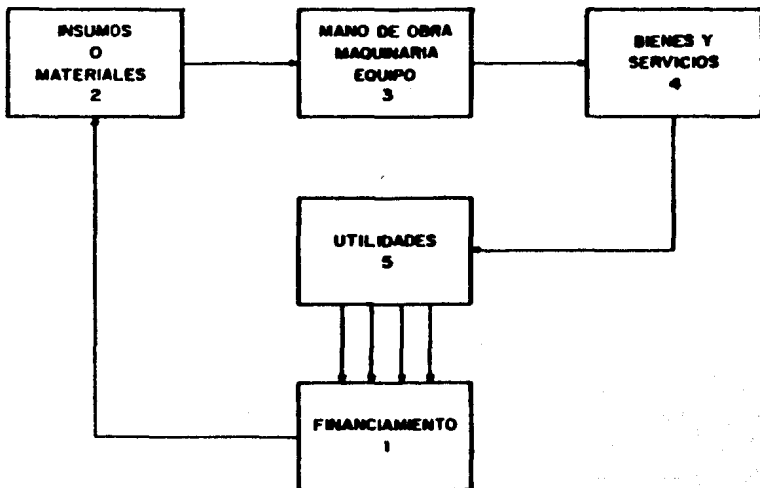 INSUMOS
O
MATERIALES
2
MANO DE OBRA
MAQUINARIA
EQUIPO
3
BIENES Y
SERVICIOS
4
UTILIDADES
5
FINANCIAMIENTO
1